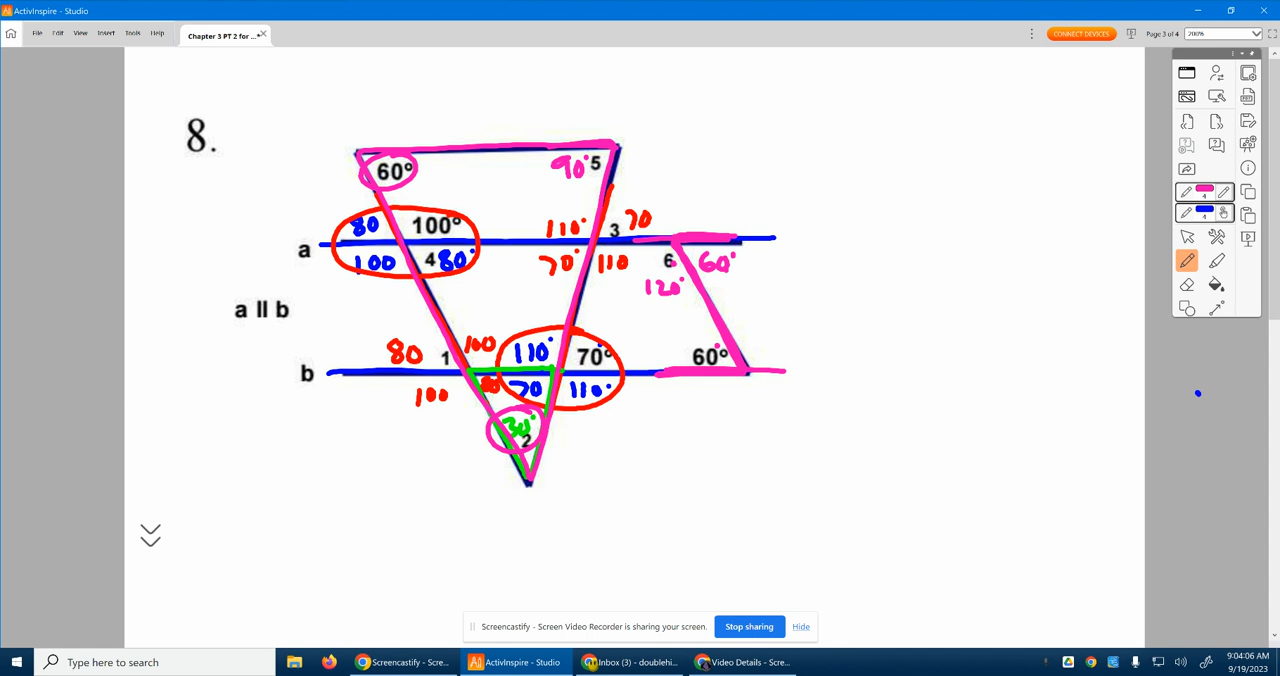 ActivInspire - Studio
File Edit View Insert Tools Help
Chapter 3 PT 2 for ...*
CONNECT DEVICES
Page 3 of 4
200%
8.
60°
90° 5
80 100° 110° 3 70
a
100 4 80° 70° 110 6 60°
120°
a || b
80 1 100 110° 70° 60°
b
100 80 70 110°
30°
2
Screencastify - Screen Video Recorder is sharing your screen.
Stop sharing
Hide
Type here to search
Screencastify - Scre...
ActivInspire - Studio
Inbox (3) - doublehi...
Video Details - Scre...
9:04:06 AM
9/19/2023